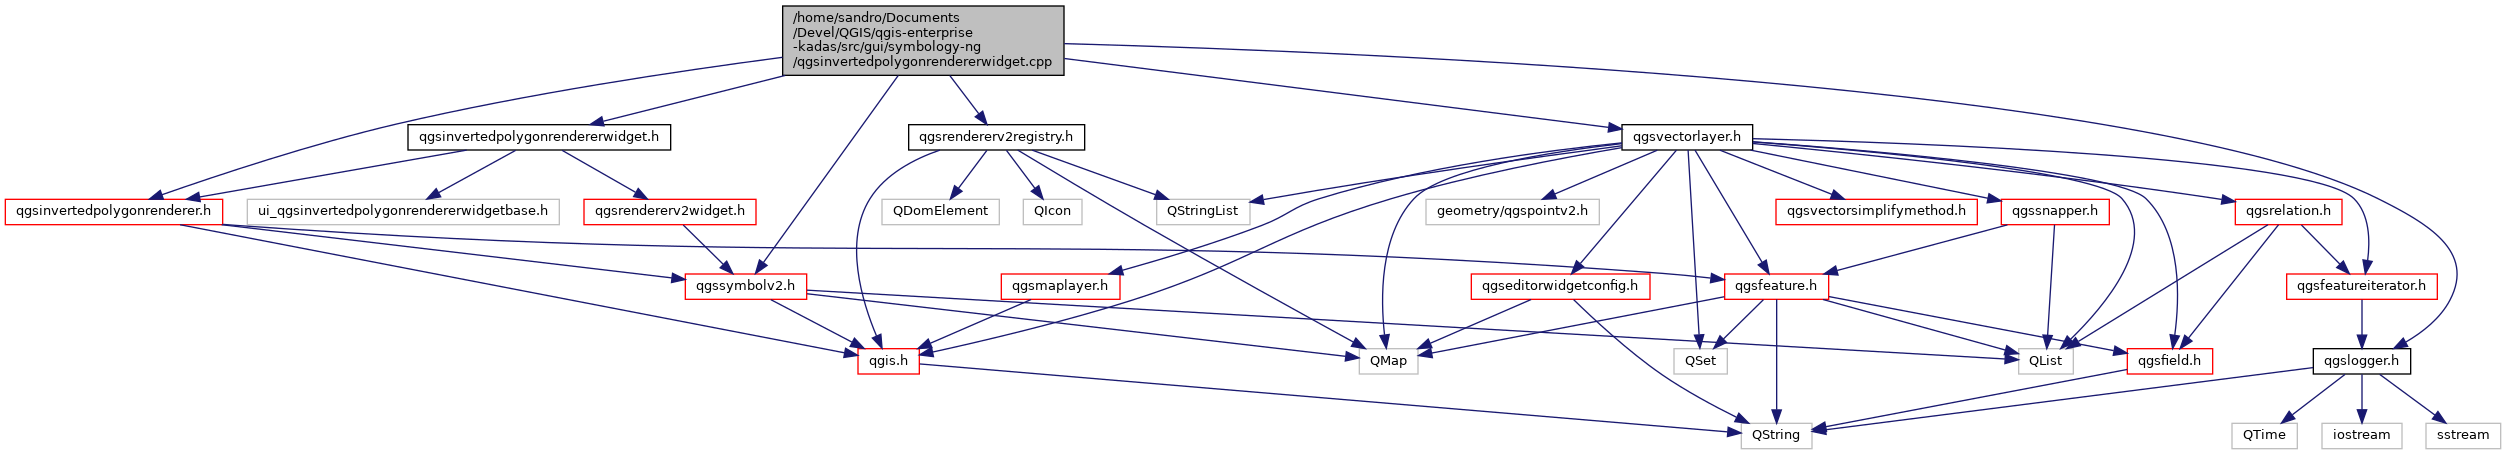 /home/sandro/Documents
/Devel/QGIS/qgis-enterprise
-kadas/src/gui/symbology-ng
/qgsinvertedpolygonrendererwidget.cpp
qgsinvertedpolygonrendererwidget.h
qgsrendererv2registry.h
qgsvectorlayer.h
qgsinvertedpolygonrenderer.h
ui_qgsinvertedpolygonrendererwidgetbase.h
qgsrendererv2widget.h
QDomElement
QIcon
QStringList
geometry/qgspointv2.h
qgsvectorsimplifymethod.h
qgssnapper.h
qgsrelation.h
qgssymbolv2.h
qgsmaplayer.h
qgseditorwidgetconfig.h
qgsfeature.h
qgsfeatureiterator.h
qgis.h
QMap
QSet
QList
qgsfield.h
qgslogger.h
QString
QTime
iostream
sstream